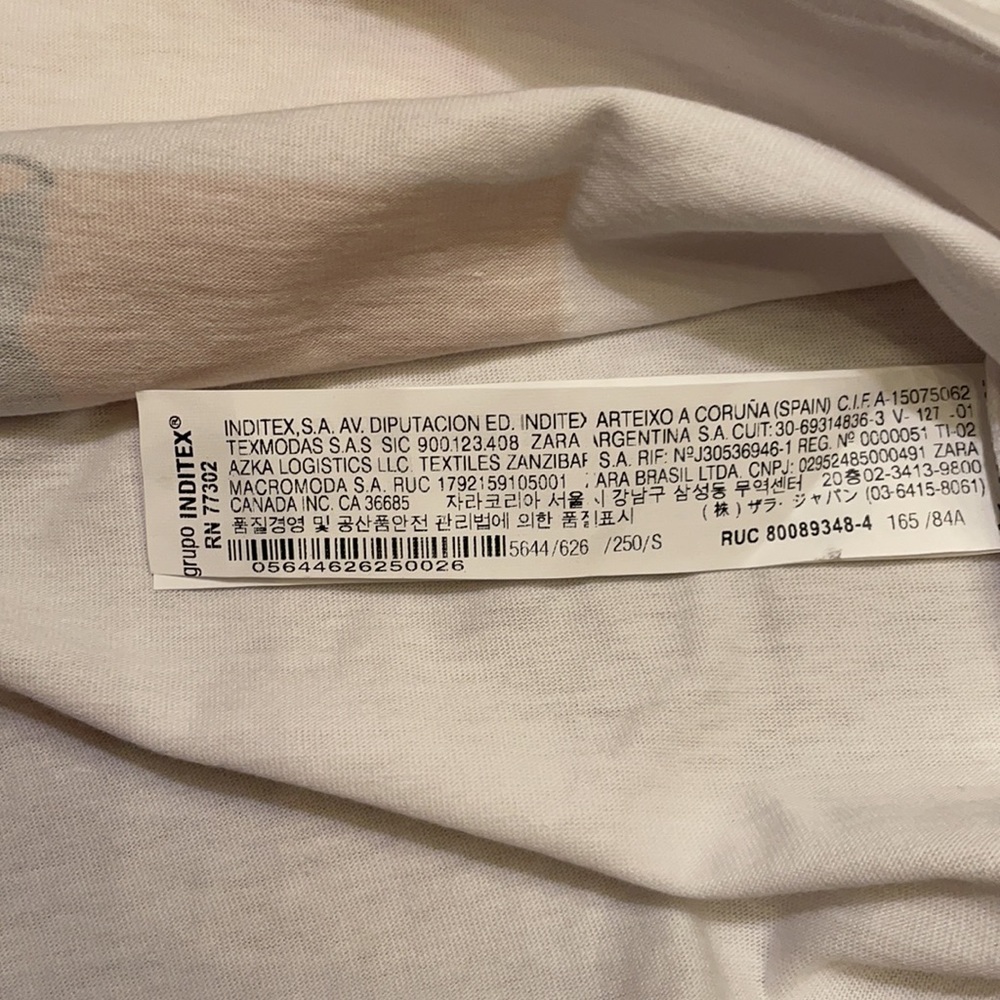 grupo INDITEX®
RN 77302
INDITEX,S.A. AV. DIPUTACION ED. INDITEX ARTEIXO A CORUÑA (SPAIN) C.I.F. A-15075062
TEXMODAS S.A.S SIC 900.123.408 ZARA ARGENTINA S.A. CUIT: 30-69314836-3 V- 127 -01
AZKA LOGISTICS LLC. TEXTILES ZANZIBAR S.A. RIF: NºJ30536946-1 REG. Nº 0000051 TI-02
MACROMODA S.A. RUC 1792159105001 ZARA BRASIL LTDA. CNPJ: 02952485000491 ZARA
CANADA INC. CA 36685 자라코리아 서울시 강남구 삼성동 무역센터 20층02-3413-9800
품질경영 및 공산품안전 관리법에 의한 품질표시 (株)ザラ・ジャパン (03-6415-8061)
5644/626 /250/S RUC 80089348-4 165 /84A
05644626250026